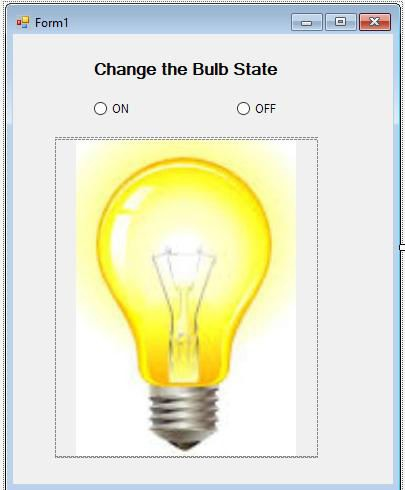 Form1
Change the Bulb State
ON
OFF